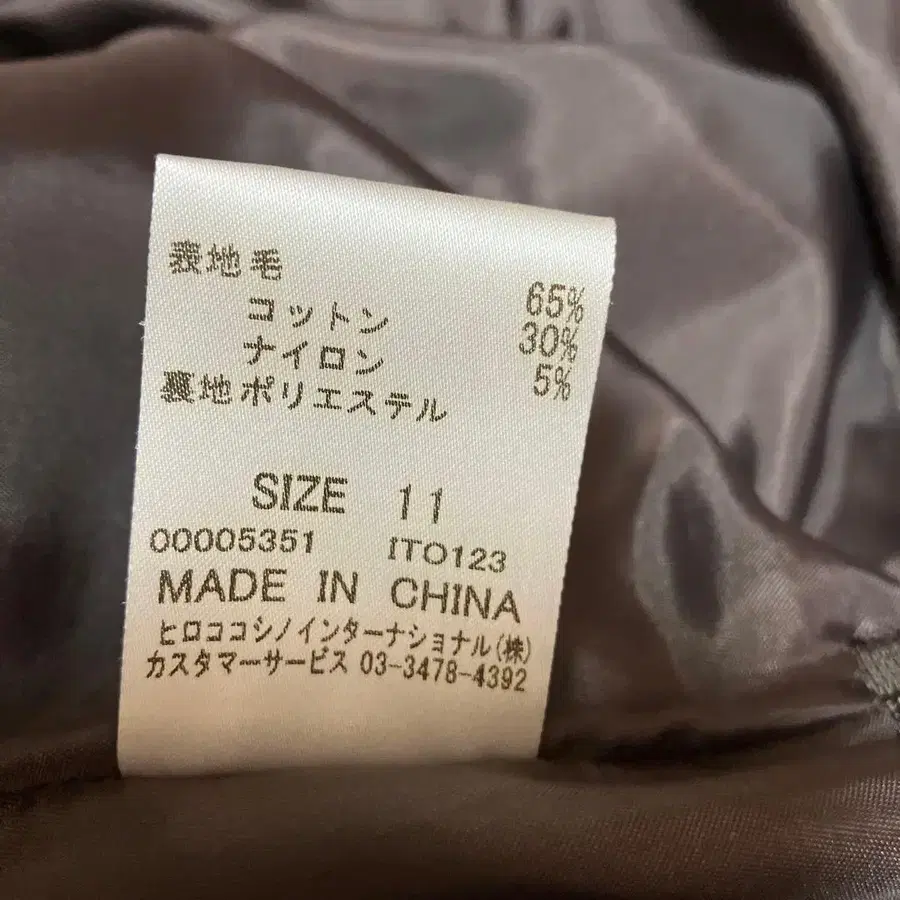 表地毛 65%
コットン 30%
ナイロン 5%
裏地ポリエステル
SIZE 11
00005351 ITO123
MADE IN CHINA
ヒロココシノインターナショナル(株)
カスタマーサービス 03-3478-4392